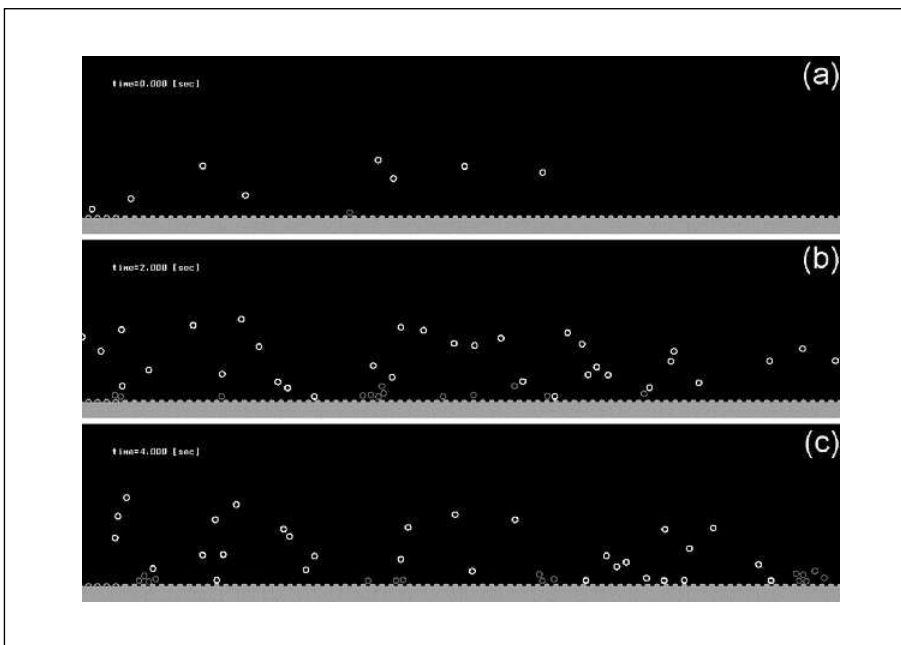 (a)
time=0.000 [sec]
(b)
time=2.000 [sec]
(c)
time=4.000 [sec]